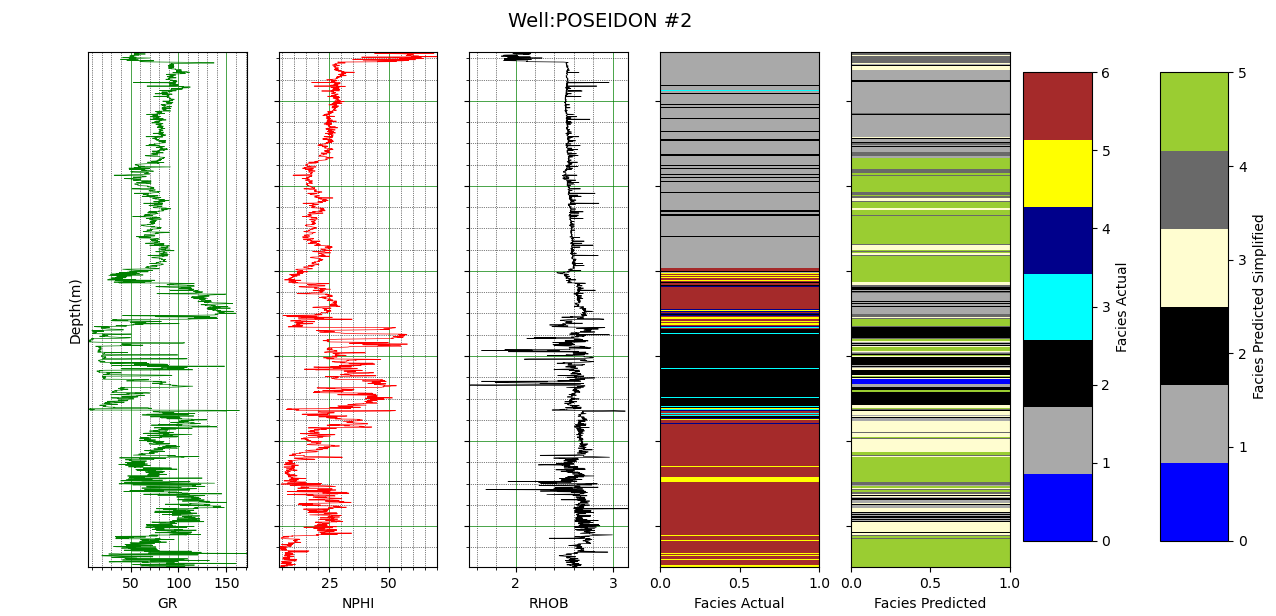 Well:POSEIDON #2
Depth(m)
50 100 150
GR
25 50
NPHI
2 3
RHOB
0.0 0.5 1.0
Facies Actual
0.0 0.5 1.0
Facies Predicted
6
5
4
3
2
1
0
Facies Actual
5
4
3
2
1
0
Facies Predicted Simplified